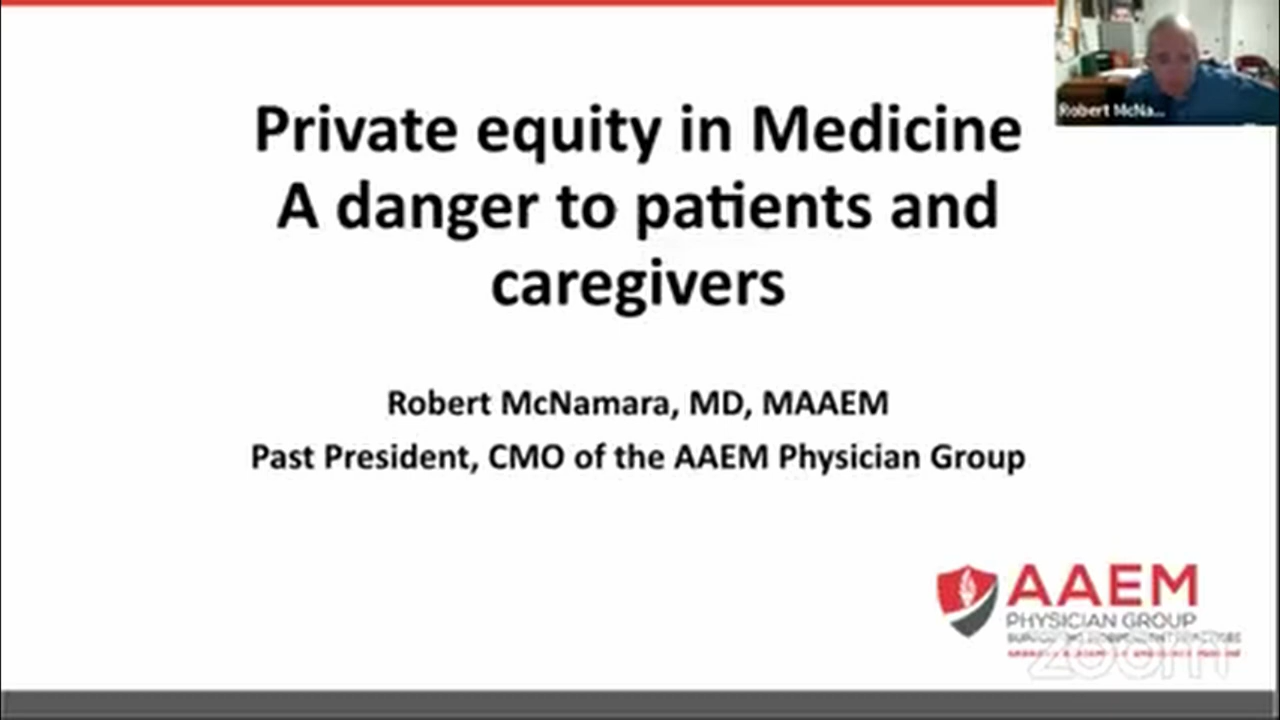 Private equity in Medicine
A danger to patients and
caregivers
Robert McNa...
Robert McNamara, MD, MAAEM
Past President, CMO of the AAEM Physician Group
AAEM
PHYSICIAN GROUP
zoom